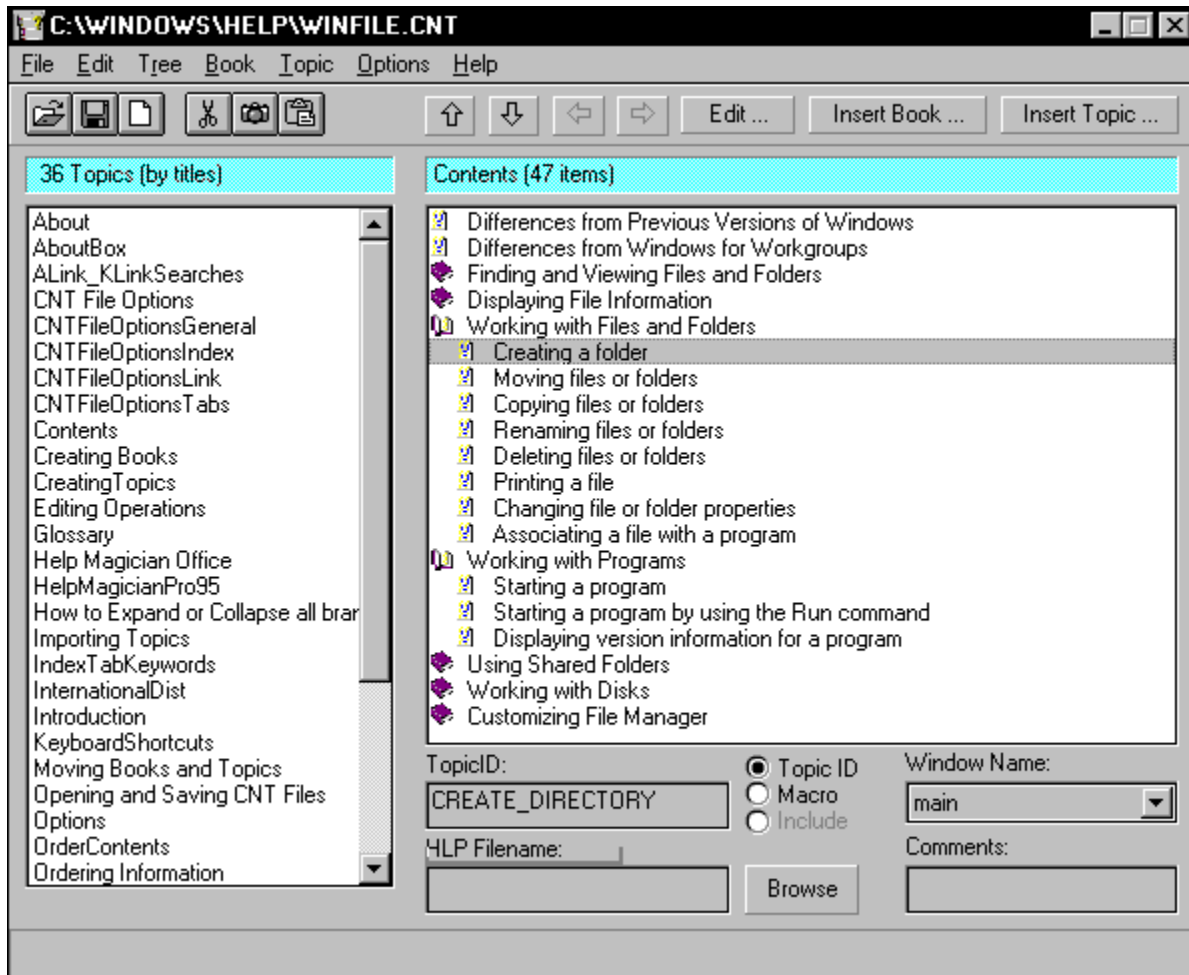 C:\WINDOWS\HELP\WINFILE.CNT
File Edit Tree Book Topic Options Help
Edit ... Insert Book ... Insert Topic ...
36 Topics (by titles)
About
AboutBox
ALink_KLinkSearches
CNT File Options
CNTFileOptionsGeneral
CNTFileOptionsIndex
CNTFileOptionsLink
CNTFileOptionsTabs
Contents
Creating Books
CreatingTopics
Editing Operations
Glossary
Help Magician Office
HelpMagicianPro95
How to Expand or Collapse all brar
Importing Topics
IndexTabKeywords
InternationalDist
Introduction
KeyboardShortcuts
Moving Books and Topics
Opening and Saving CNT Files
Options
OrderContents
Ordering Information
Contents (47 items)
Differences from Previous Versions of Windows
Differences from Windows for Workgroups
Finding and Viewing Files and Folders
Displaying File Information
Working with Files and Folders
Creating a folder
Moving files or folders
Copying files or folders
Renaming files or folders
Deleting files or folders
Printing a file
Changing file or folder properties
Associating a file with a program
Working with Programs
Starting a program
Starting a program by using the Run command
Displaying version information for a program
Using Shared Folders
Working with Disks
Customizing File Manager
TopicID:
CREATE_DIRECTORY
Topic ID
Macro
Include
Window Name:
main
HLP Filename:
Browse
Comments: